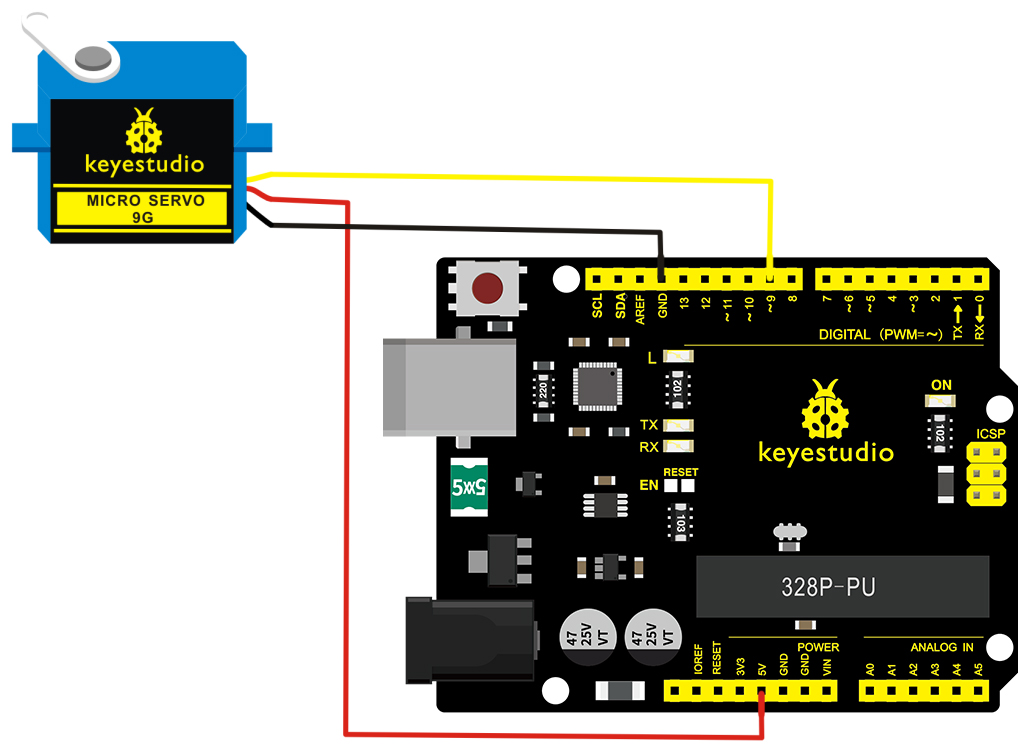 keyestudio
MICRO SERVO
9G
SCL
SDA
AREF
GND
13
12
~11
~10
~9
8
7
~6
~5
4
~3
2
TX→1
RX←0
DIGITAL (PWM=~)
L
220
102
TX
RX
keyestudio
ON
102
ICSP
RESET
EN
5XX5
103
328P-PU
47
25V
VT
47
25V
VT
POWER
ANALOG IN
IOREF
RESET
3V3
5V
GND
GND
VIN
A0
A1
A2
A3
A4
A5